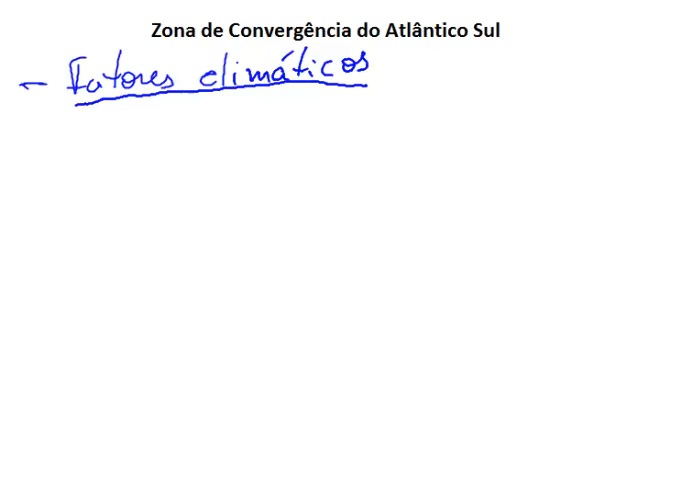 Zona de Convergência do Atlântico Sul
- Fatores climáticos